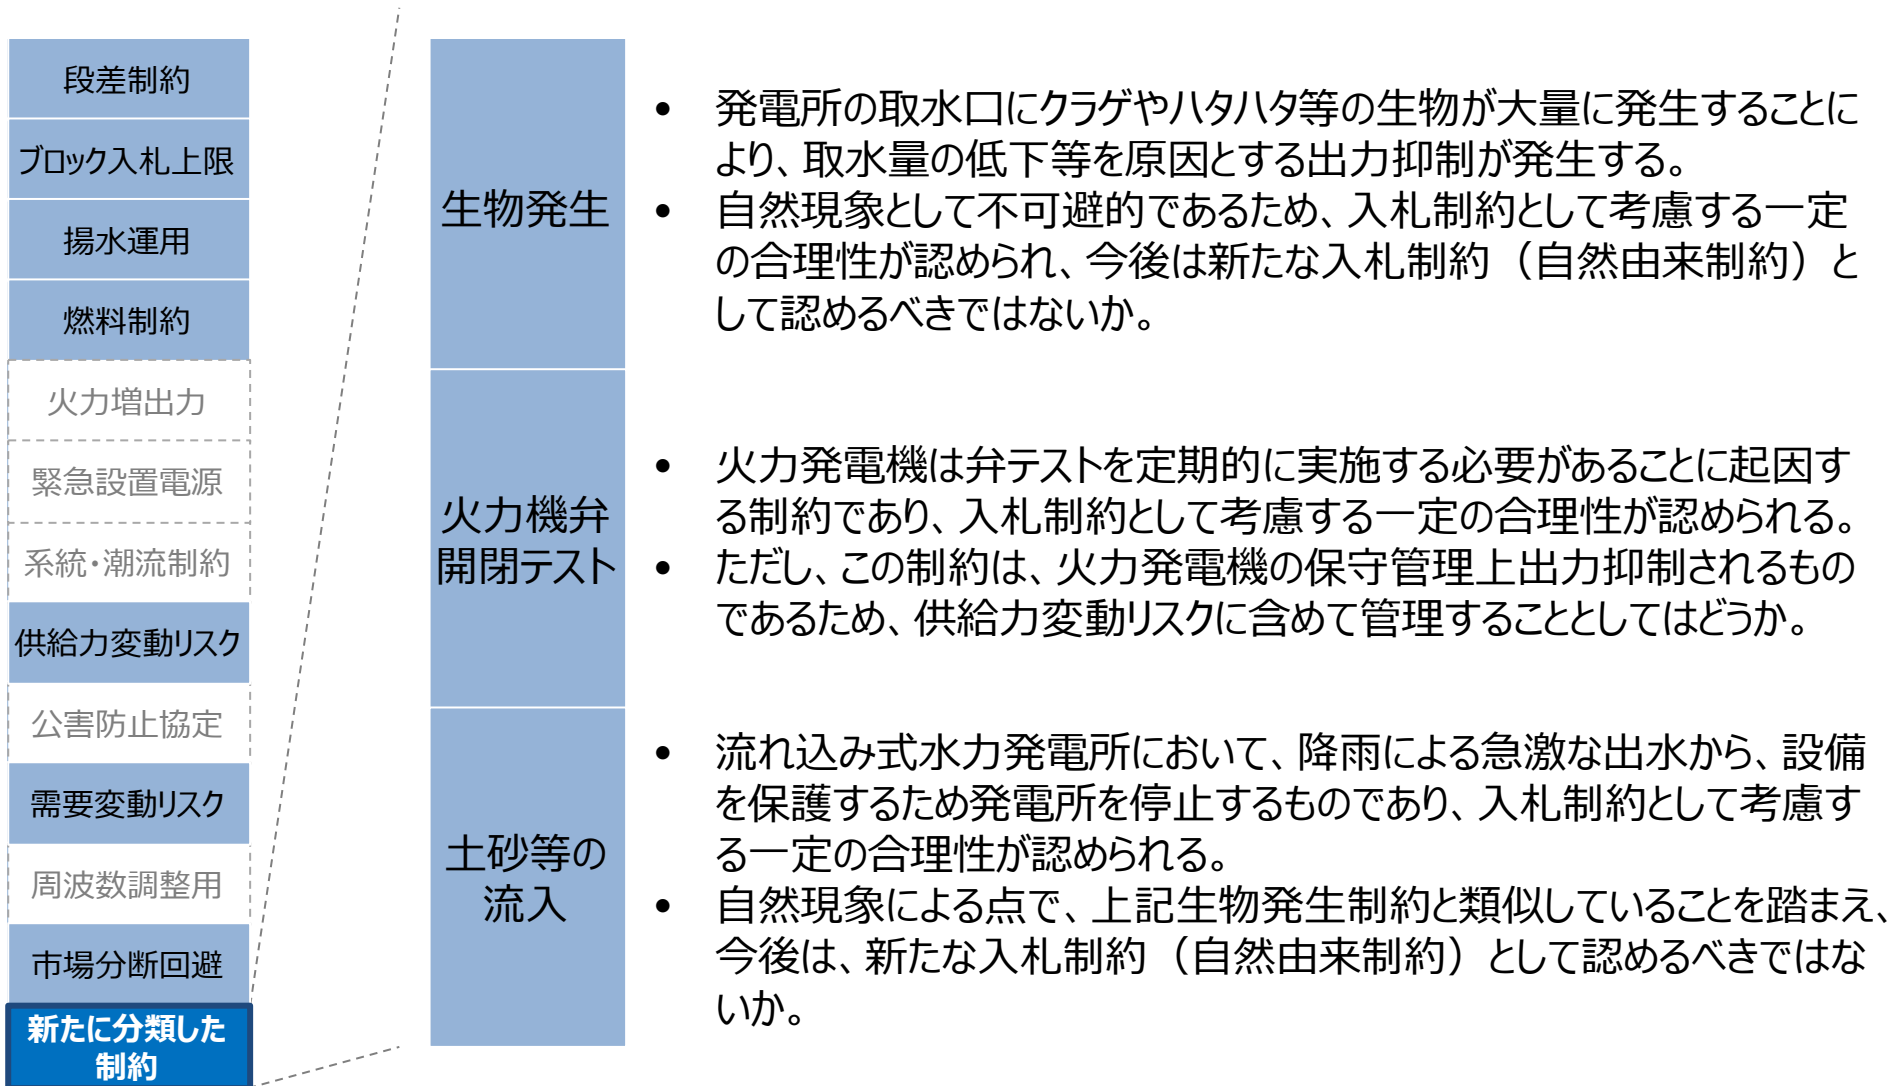 段差制約
ブロック入札上限
揚水運用
燃料制約
火力増出力
緊急設置電源
系統・潮流制約
供給力変動リスク
公害防止協定
需要変動リスク
周波数調整用
市場分断回避
新たに分類した
制約
生物発生
• 発電所の取水口にクラゲやハタハタ等の生物が大量に発生することに
より、取水量の低下等を原因とする出力抑制が発生する。
• 自然現象として不可避的であるため、入札制約として考慮する一定
の合理性が認められ、今後は新たな入札制約（自然由来制約）と
して認めるべきではないか。
火力機弁
開閉テスト
• 火力発電機は弁テストを定期的に実施する必要があることに起因す
る制約であり、入札制約として考慮する一定の合理性が認められる。
• ただし、この制約は、火力発電機の保守管理上出力抑制されるもの
であるため、供給力変動リスクに含めて管理することとしてはどうか。
土砂等の
流入
• 流れ込み式水力発電所において、降雨による急激な出水から、設備
を保護するため発電所を停止するものであり、入札制約として考慮す
る一定の合理性が認められる。
• 自然現象による点で、上記生物発生制約と類似していることを踏まえ、
今後は、新たな入札制約（自然由来制約）として認めるべきではな
いか。